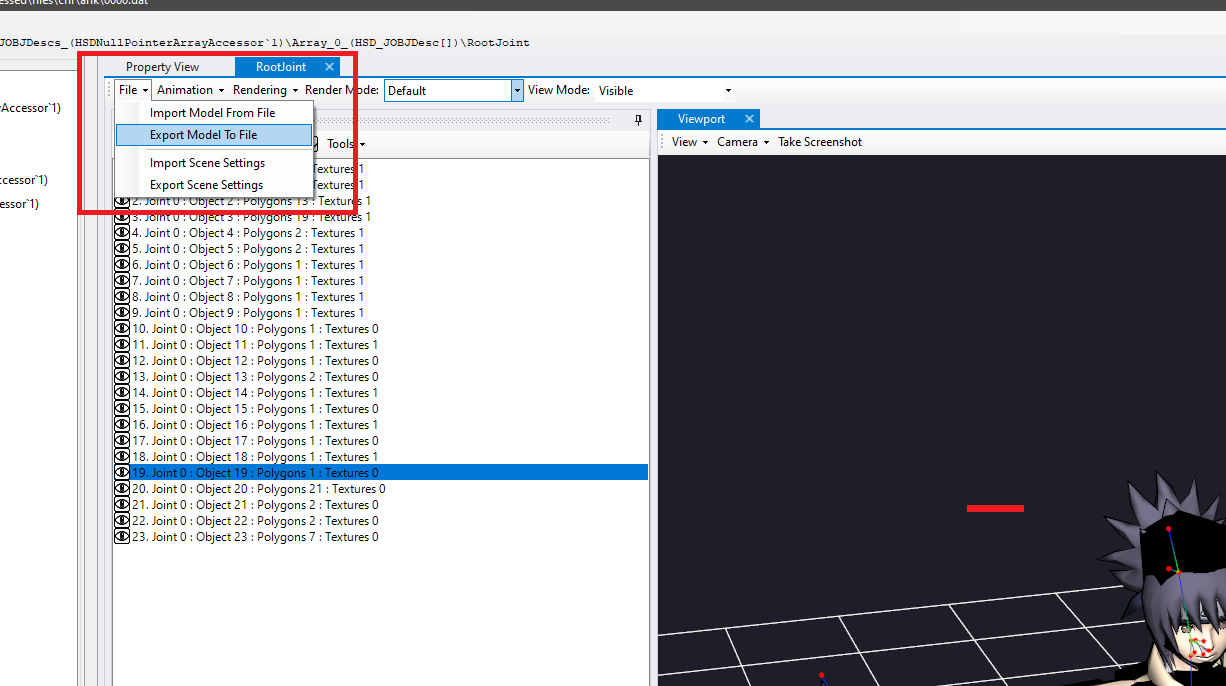 essed\files\chr\ank\0000.dat
JOBJDescs_(HSDNullPointerArrayAccessor`1)\Array_0_(HSD_JOBJDesc[])\RootJoint
Property View RootJoint
File Animation Rendering Render Mode: Default View Mode: Visible
Accessor`1)
Import Model From File
Export Model To File
Viewport
Tools
View Camera Take Screenshot
Import Scene Settings
Textures 1
ccessor`1)
Export Scene Settings
Textures 1
essor`1)
2. Joint 0 : Object 2 : Polygons 13 : Textures 1
3. Joint 0 : Object 3 : Polygons 19 : Textures 1
4. Joint 0 : Object 4 : Polygons 2 : Textures 1
5. Joint 0 : Object 5 : Polygons 2 : Textures 1
6. Joint 0 : Object 6 : Polygons 1 : Textures 1
7. Joint 0 : Object 7 : Polygons 1 : Textures 1
8. Joint 0 : Object 8 : Polygons 1 : Textures 1
9. Joint 0 : Object 9 : Polygons 1 : Textures 1
10. Joint 0 : Object 10 : Polygons 1 : Textures 0
11. Joint 0 : Object 11 : Polygons 1 : Textures 1
12. Joint 0 : Object 12 : Polygons 1 : Textures 0
13. Joint 0 : Object 13 : Polygons 2 : Textures 0
14. Joint 0 : Object 14 : Polygons 1 : Textures 1
15. Joint 0 : Object 15 : Polygons 1 : Textures 0
16. Joint 0 : Object 16 : Polygons 1 : Textures 1
17. Joint 0 : Object 17 : Polygons 1 : Textures 0
18. Joint 0 : Object 18 : Polygons 1 : Textures 1
19. Joint 0 : Object 19 : Polygons 1 : Textures 0
20. Joint 0 : Object 20 : Polygons 21 : Textures 0
21. Joint 0 : Object 21 : Polygons 2 : Textures 0
22. Joint 0 : Object 22 : Polygons 2 : Textures 0
23. Joint 0 : Object 23 : Polygons 7 : Textures 0